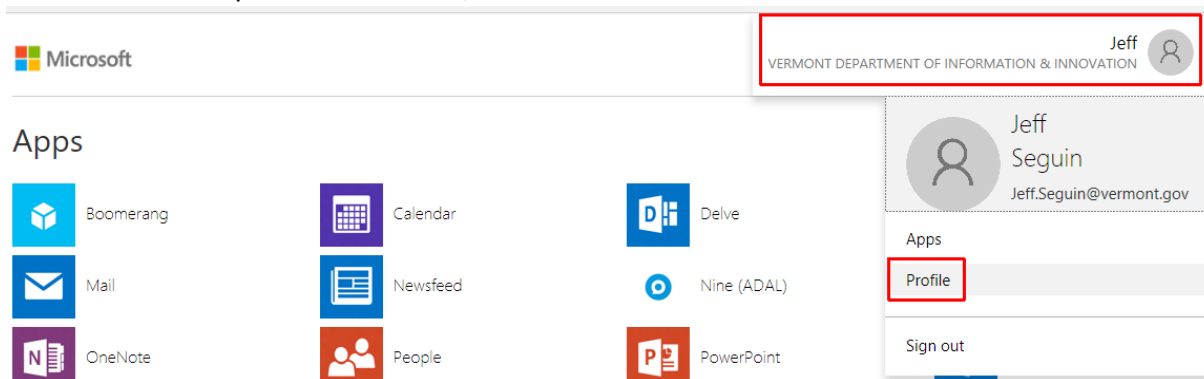 Microsoft
Jeff
VERMONT DEPARTMENT OF INFORMATION & INNOVATION
Jeff
Seguin
Jeff.Seguin@vermont.gov
Apps
Profile
Sign out
Apps
Boomerang
Calendar
Delve
Mail
Newsfeed
Nine (ADAL)
OneNote
People
PowerPoint